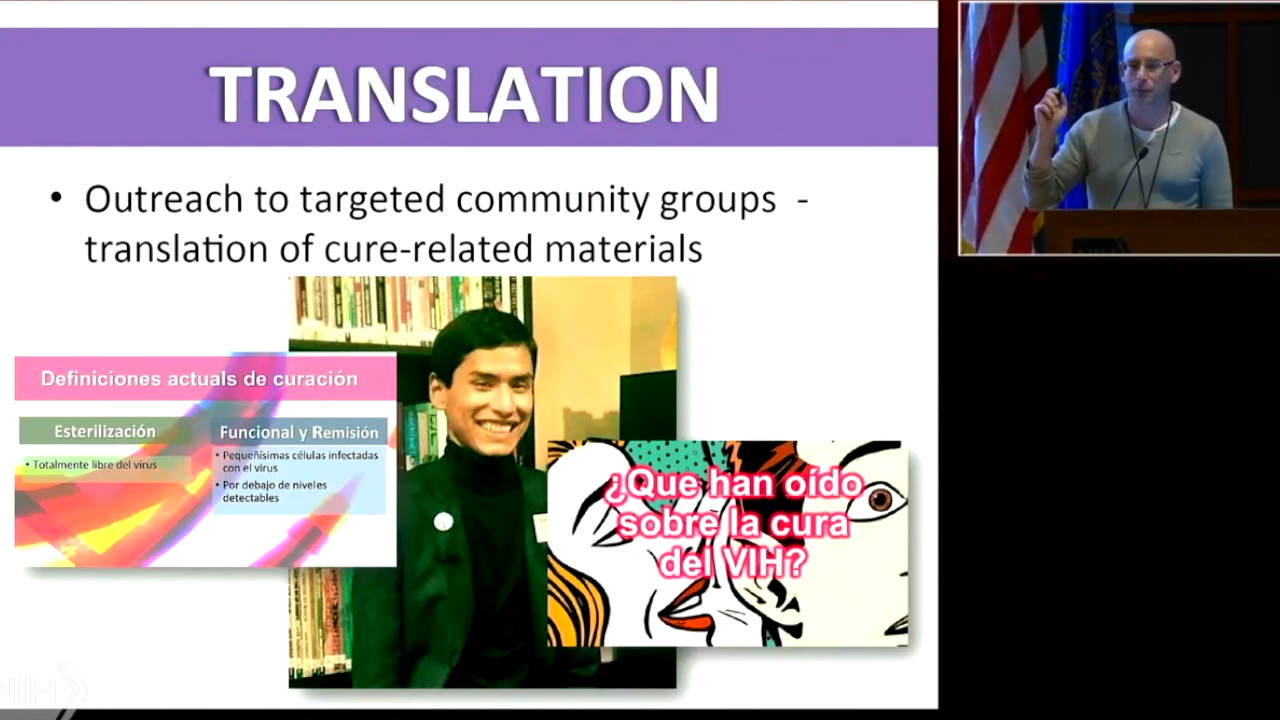 TRANSLATION
• Outreach to targeted community groups -
translation of cure-related materials
Definiciones actuals de curación
Esterilización
• Totalmente libre del virus
Funcional y Remisión
• Pequeñísimas células infectadas
con el virus
• Por debajo de niveles
detectables
¿Que han oído
sobre la cura
del VIH?
NIH